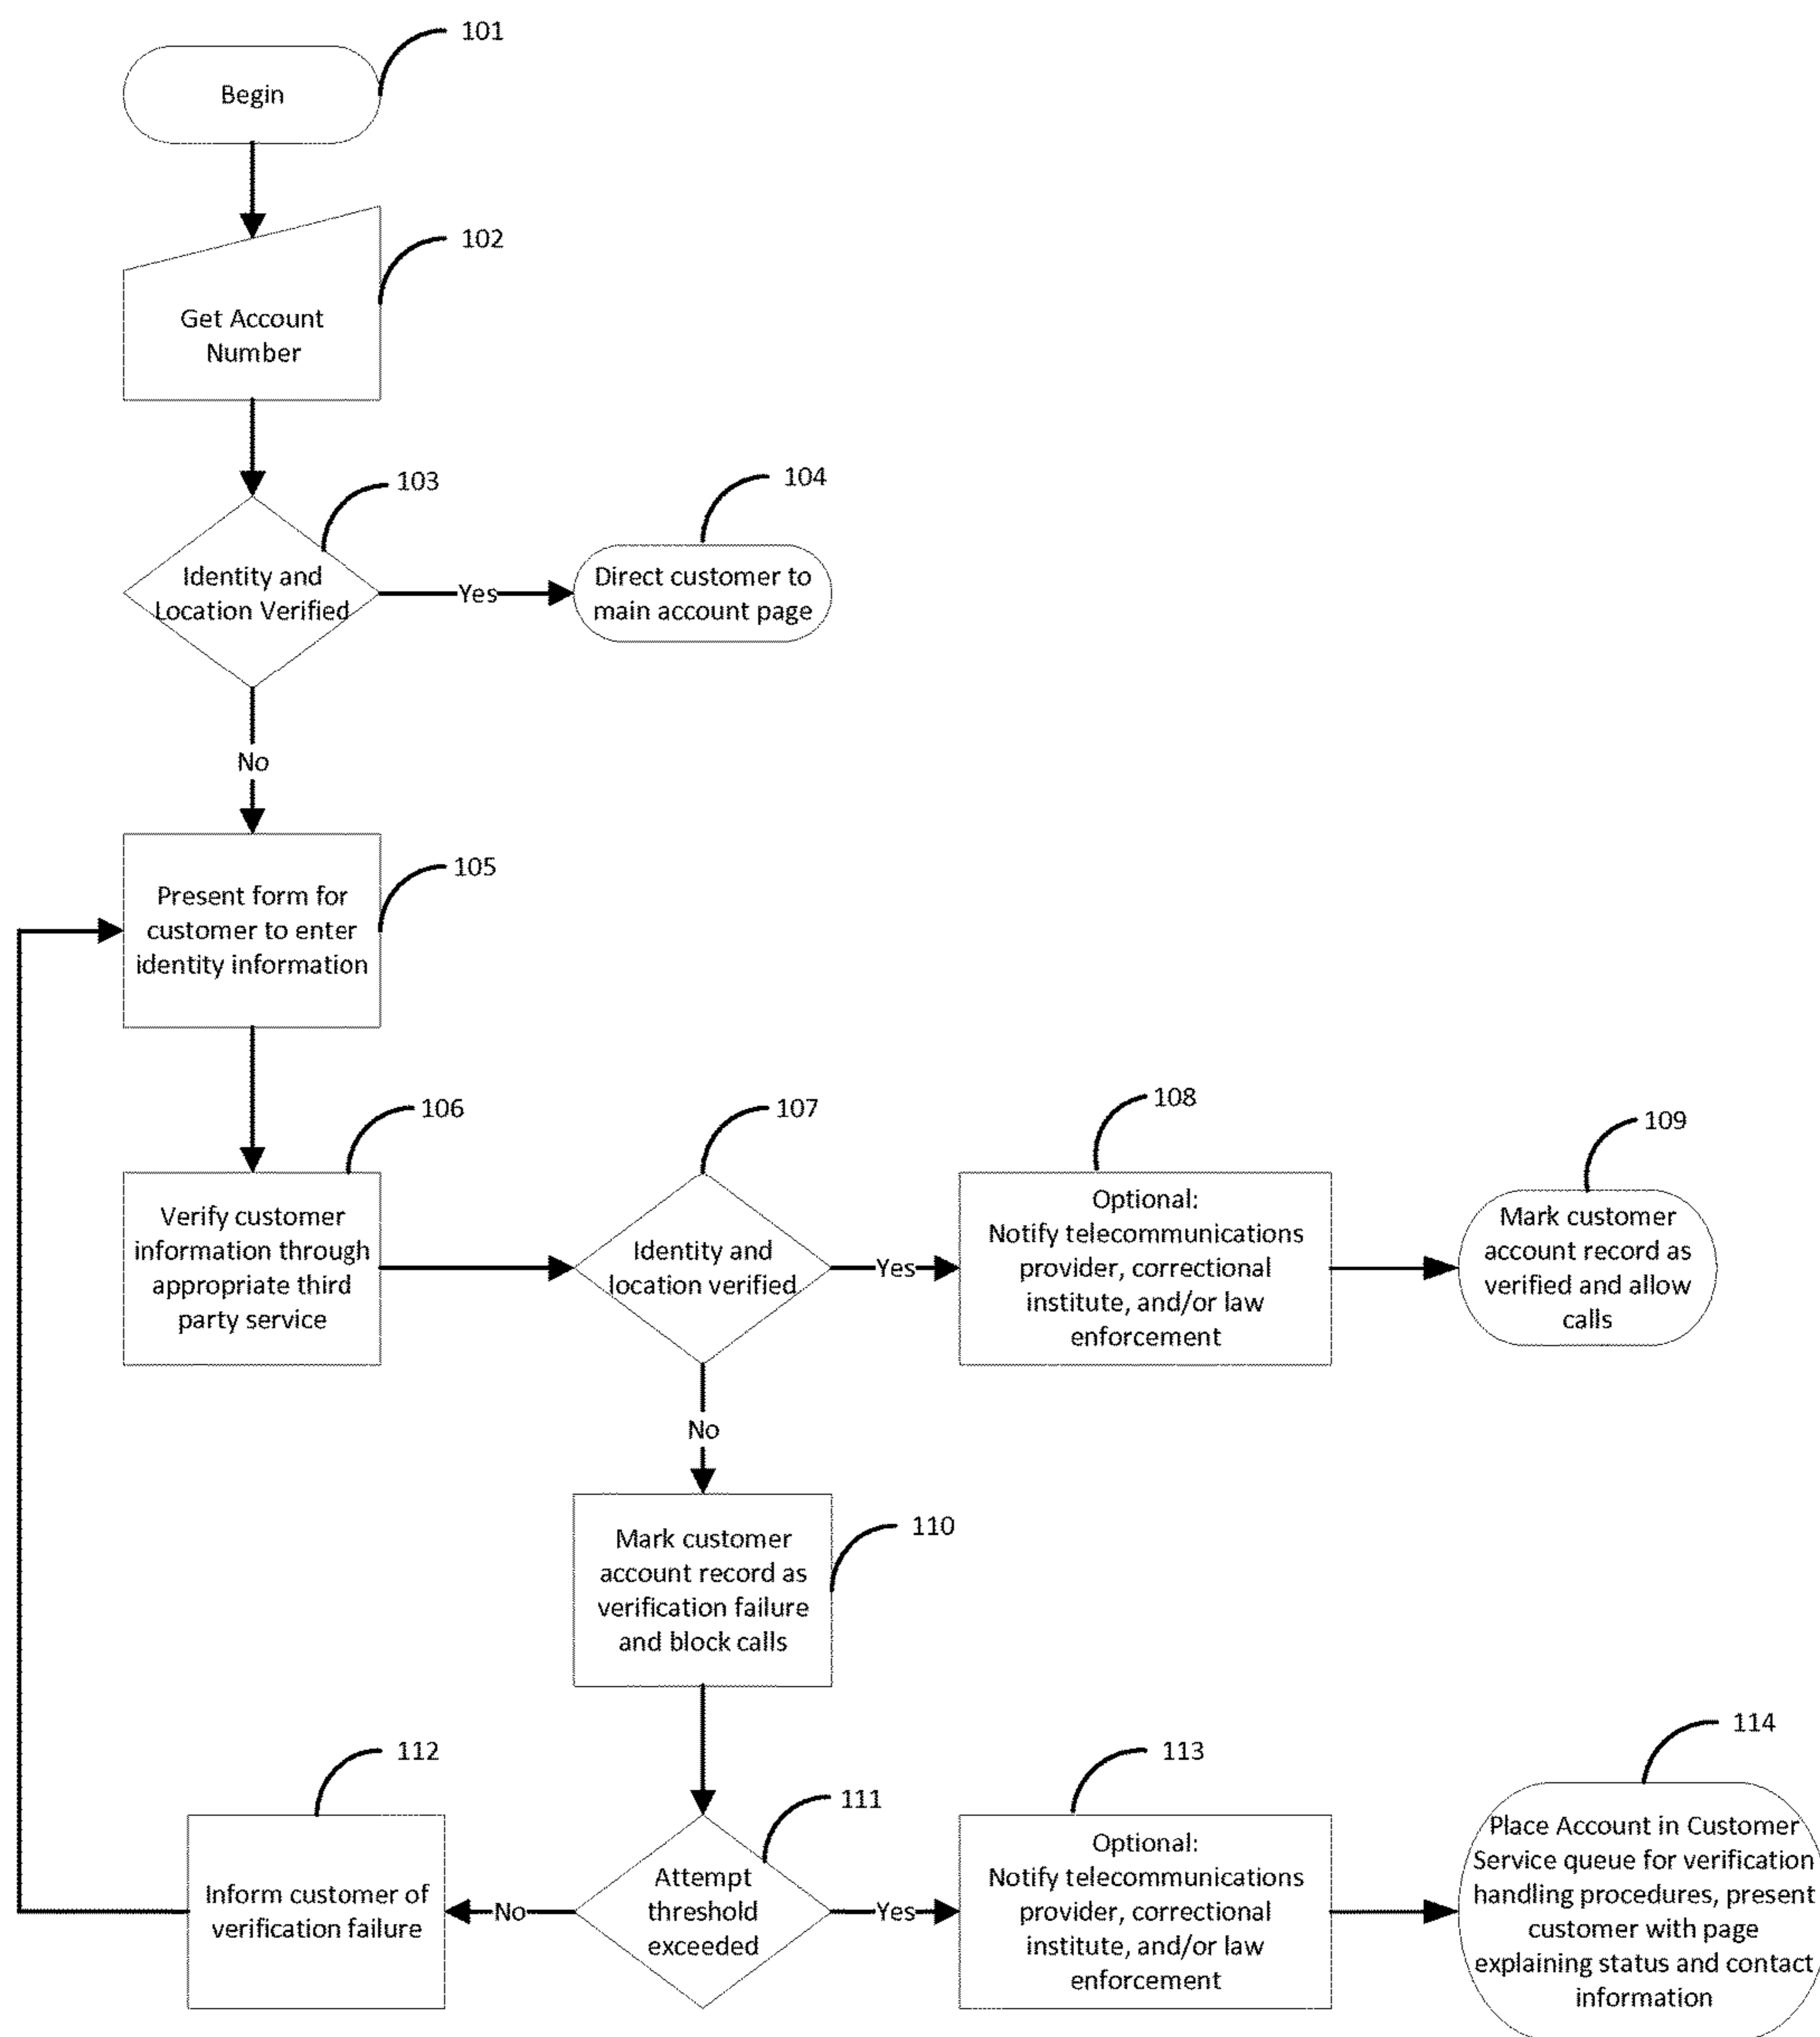 101
Begin
102
Get Account
Number
103
Identity and
Location Verified
Yes
104
Direct customer to
main account page
No
105
Present form for
customer to enter
identity information
106
Verify customer
information through
appropriate third
party service
107
Identity and
location verified
Yes
108
Optional:
Notify telecommunications
provider, correctional
institute, and/or law
enforcement
109
Mark customer
account record as
verified and allow
calls
No
110
Mark customer
account record as
verification failure
and block calls
111
Attempt
threshold
exceeded
No
112
Inform customer of
verification failure
Yes
113
Optional:
Notify telecommunications
provider, correctional
institute, and/or law
enforcement
114
Place Account in Customer
Service queue for verification
handling procedures, present
customer with page
explaining status and contact
information